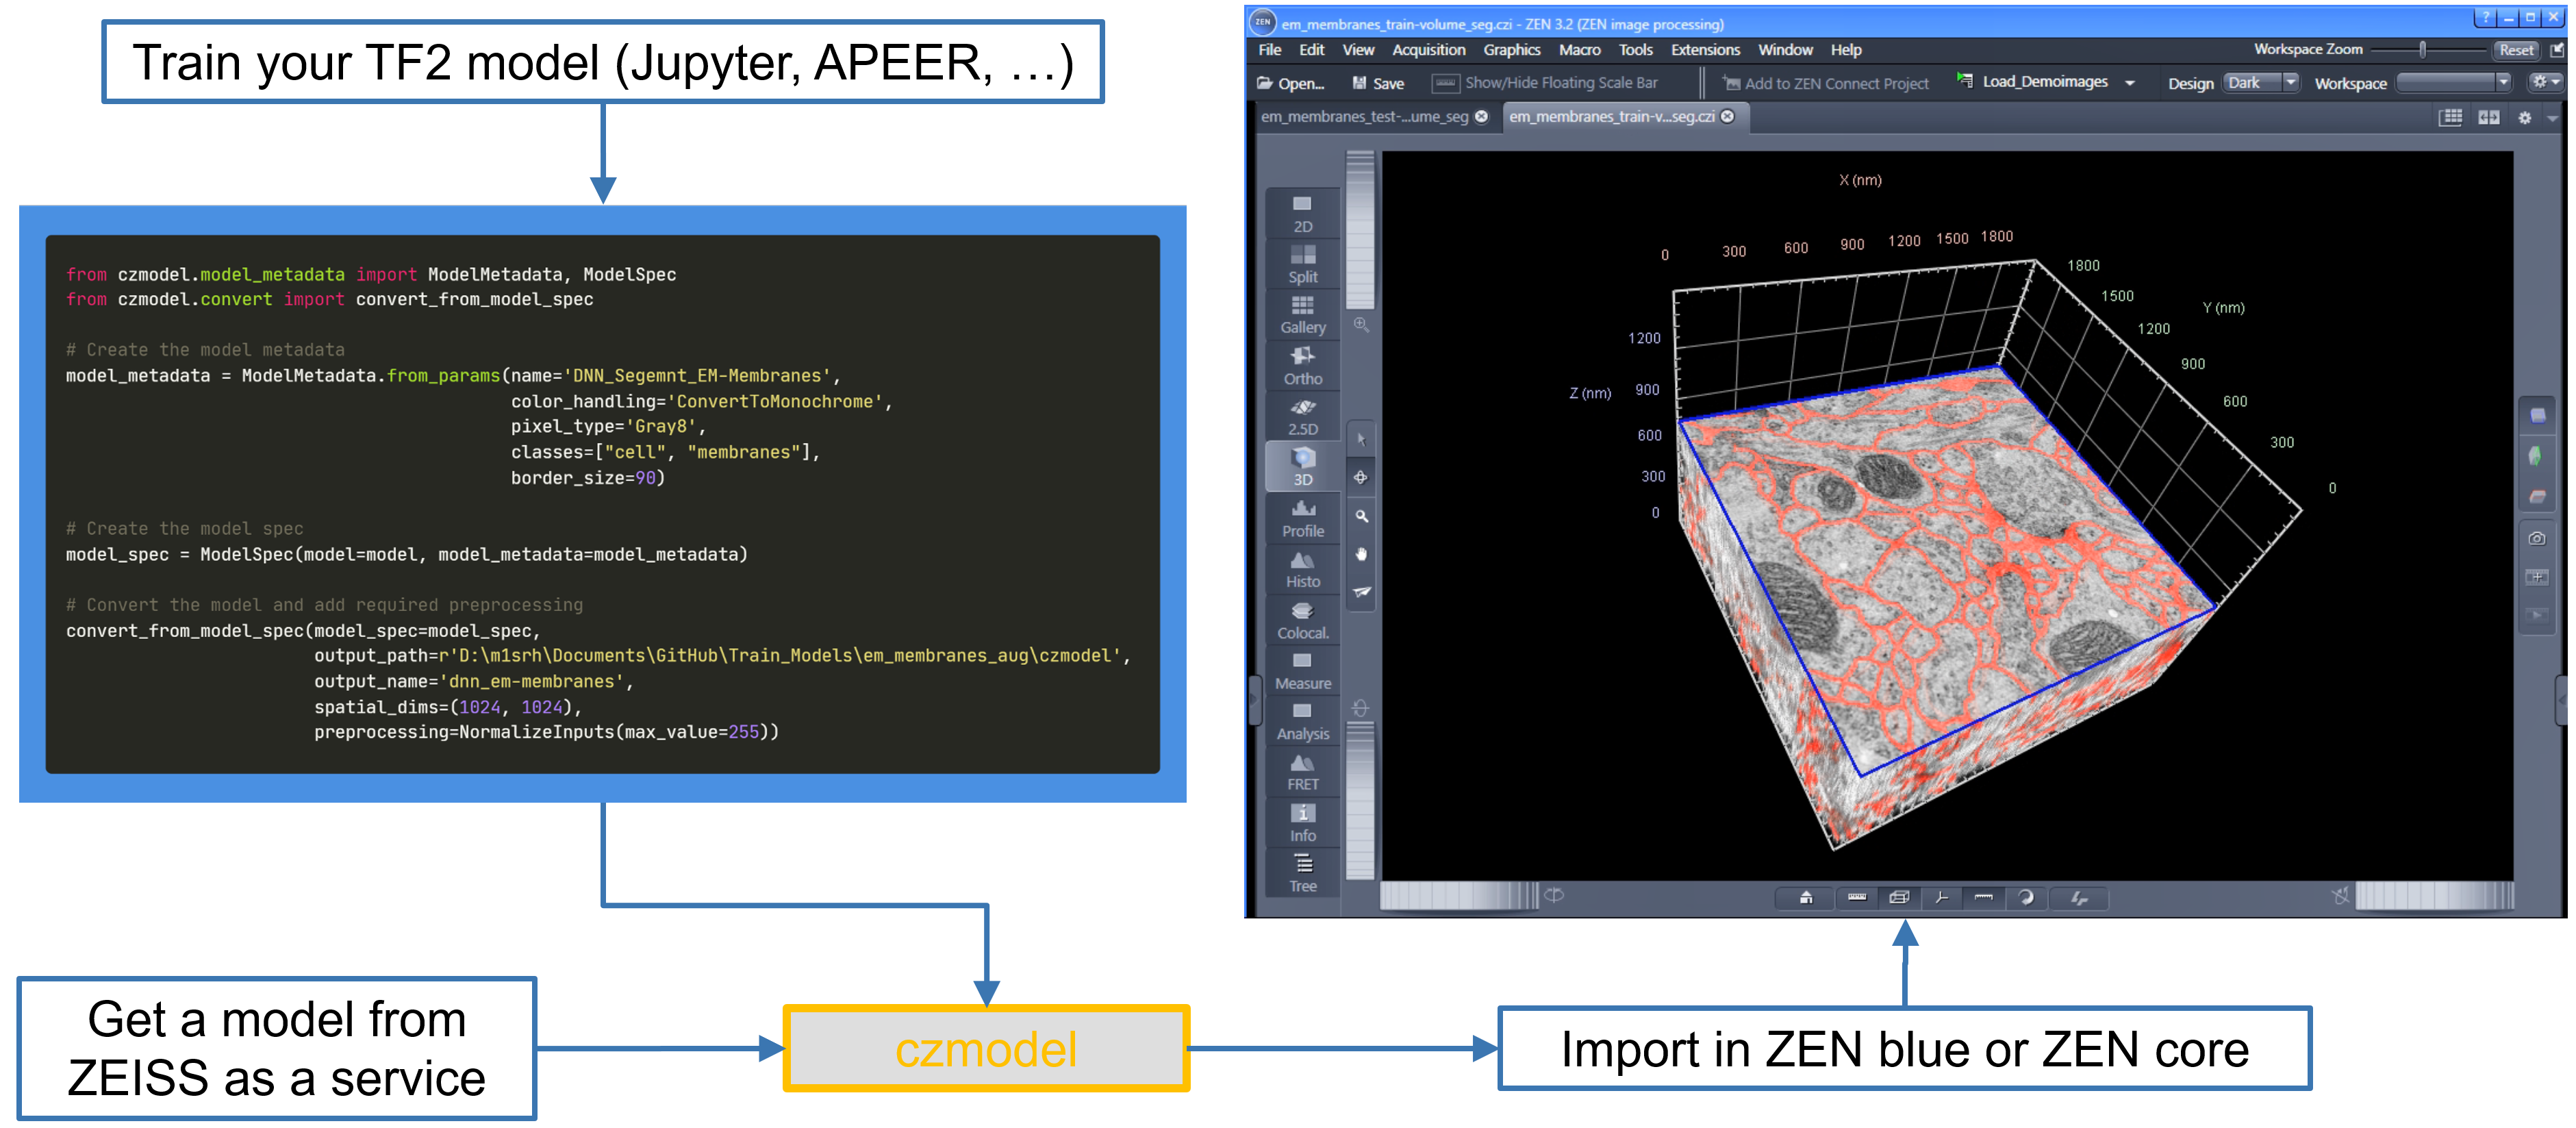 Train your TF2 model (Jupyter, APEER, …)
from czmodel.model_metadata import ModelMetadata, ModelSpec
from czmodel.convert import convert_from_model_spec
# Create the model metadata
model_metadata = ModelMetadata.from_params(name='DNN_Segemnt_EM-Membranes',
color_handling='ConvertToMonochrome',
pixel_type='Gray8',
classes=["cell", "membranes"],
border_size=90)
# Create the model spec
model_spec = ModelSpec(model=model, model_metadata=model_metadata)
# Convert the model and add required preprocessing
convert_from_model_spec(model_spec=model_spec,
output_path=r'D:\m1srh\Documents\GitHub\Train_Models\em_membranes_aug\czmodel',
output_name='dnn_em-membranes',
spatial_dims=(1024, 1024),
preprocessing=NormalizeInputs(max_value=255))
Get a model from
ZEISS as a service
czmodel
Import in ZEN blue or ZEN core
ZEN em_membranes_train-volume_seg.czi - ZEN 3.2 (ZEN image processing)
File Edit View Acquisition Graphics Macro Tools Extensions Window Help Workspace Zoom Reset
Open... Save Show/Hide Floating Scale Bar Add to ZEN Connect Project Load_Demoimages Design Dark Workspace
em_membranes_test-...ume_seg em_membranes_train-v...seg.czi
2D
Split
Gallery
Ortho
2.5D
3D
Profile
Histo
Colocal.
Measure
Analysis
FRET
Info
Tree
X (nm)
0 300 600 900 1200 1500 1800
1800
1500
Y (nm)
1200
900
600
300
0
1200
Z (nm) 900
600
300
0